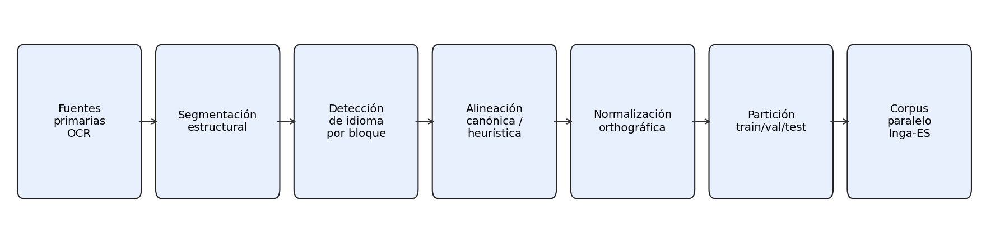 Fuentes
primarias
OCR
Segmentación
estructural
Detección
de idioma
por bloque
Alineación
canónica /
heurística
Normalización
orthográfica
Partición
train/val/test
Corpus
paralelo
Inga-ES